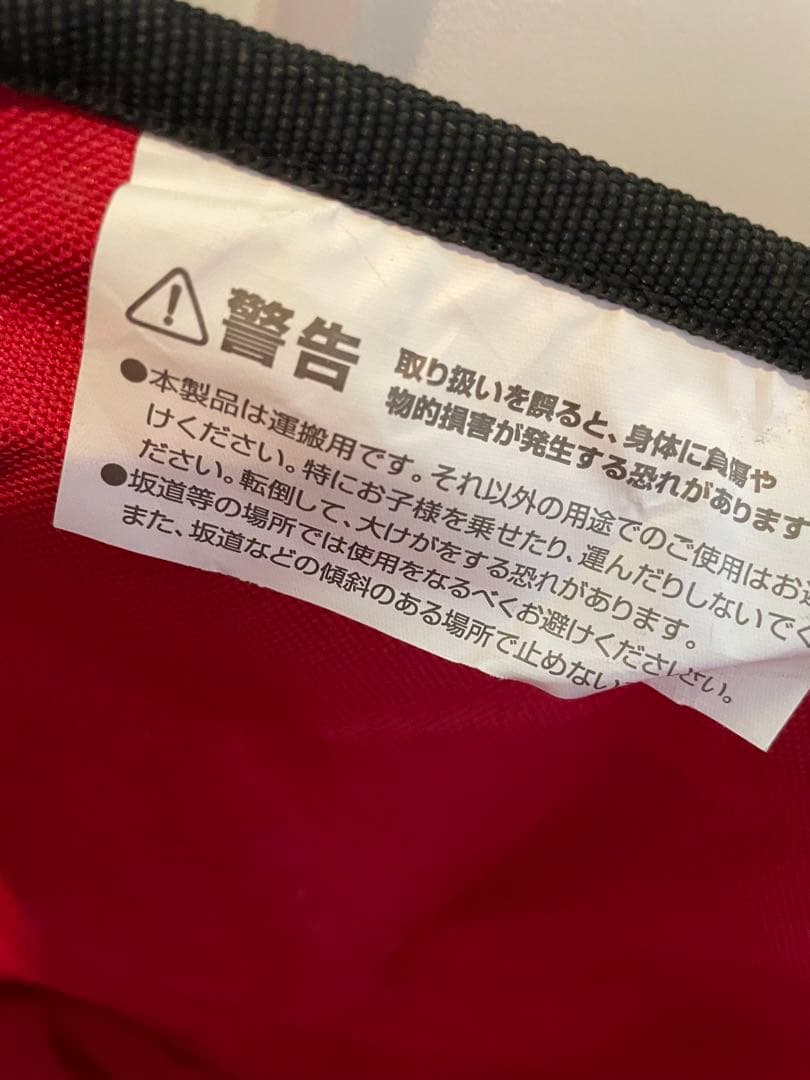 警告
取り扱いを誤ると、身体に負傷や
物的損害が発生する恐れがあります
●本製品は運搬用です。それ以外の用途でのご使用はお避
けください。特にお子様を乗せたり、運んだりしないでく
ださい。転倒して、大けがをする恐れがあります。
●坂道等の場所では使用をなるべくお避けください。
また、坂道などの傾斜のある場所で止めない